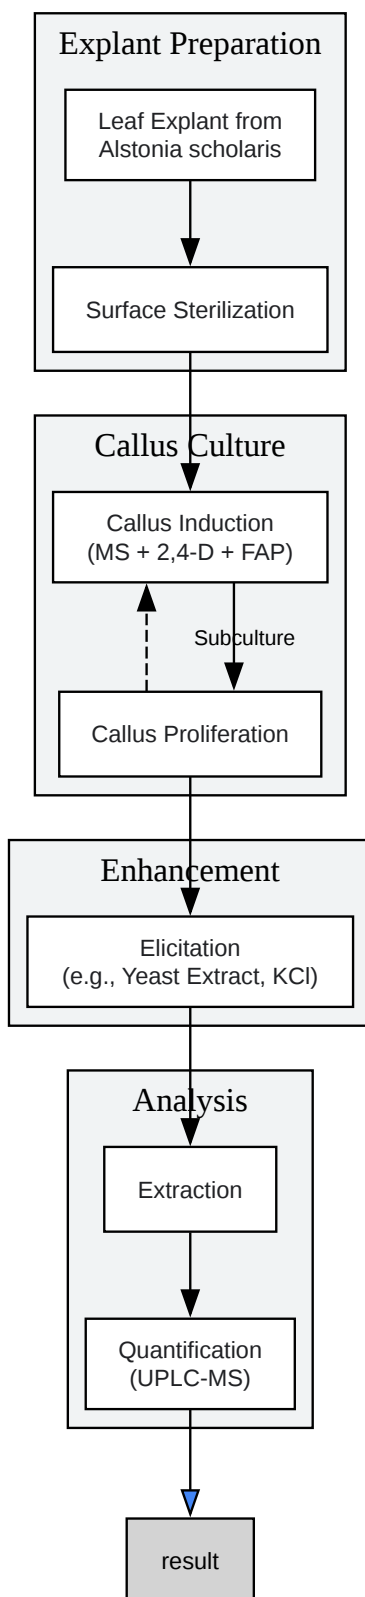 Explant Preparation
Leaf Explant from
Alstonia scholaris
Surface Sterilization
Callus Culture
Callus Induction
(MS + 2,4-D + FAP)
Subculture
Callus Proliferation
Enhancement
Elicitation
(e.g., Yeast Extract, KCl)
Analysis
Extraction
Quantification
(UPLC-MS)
result